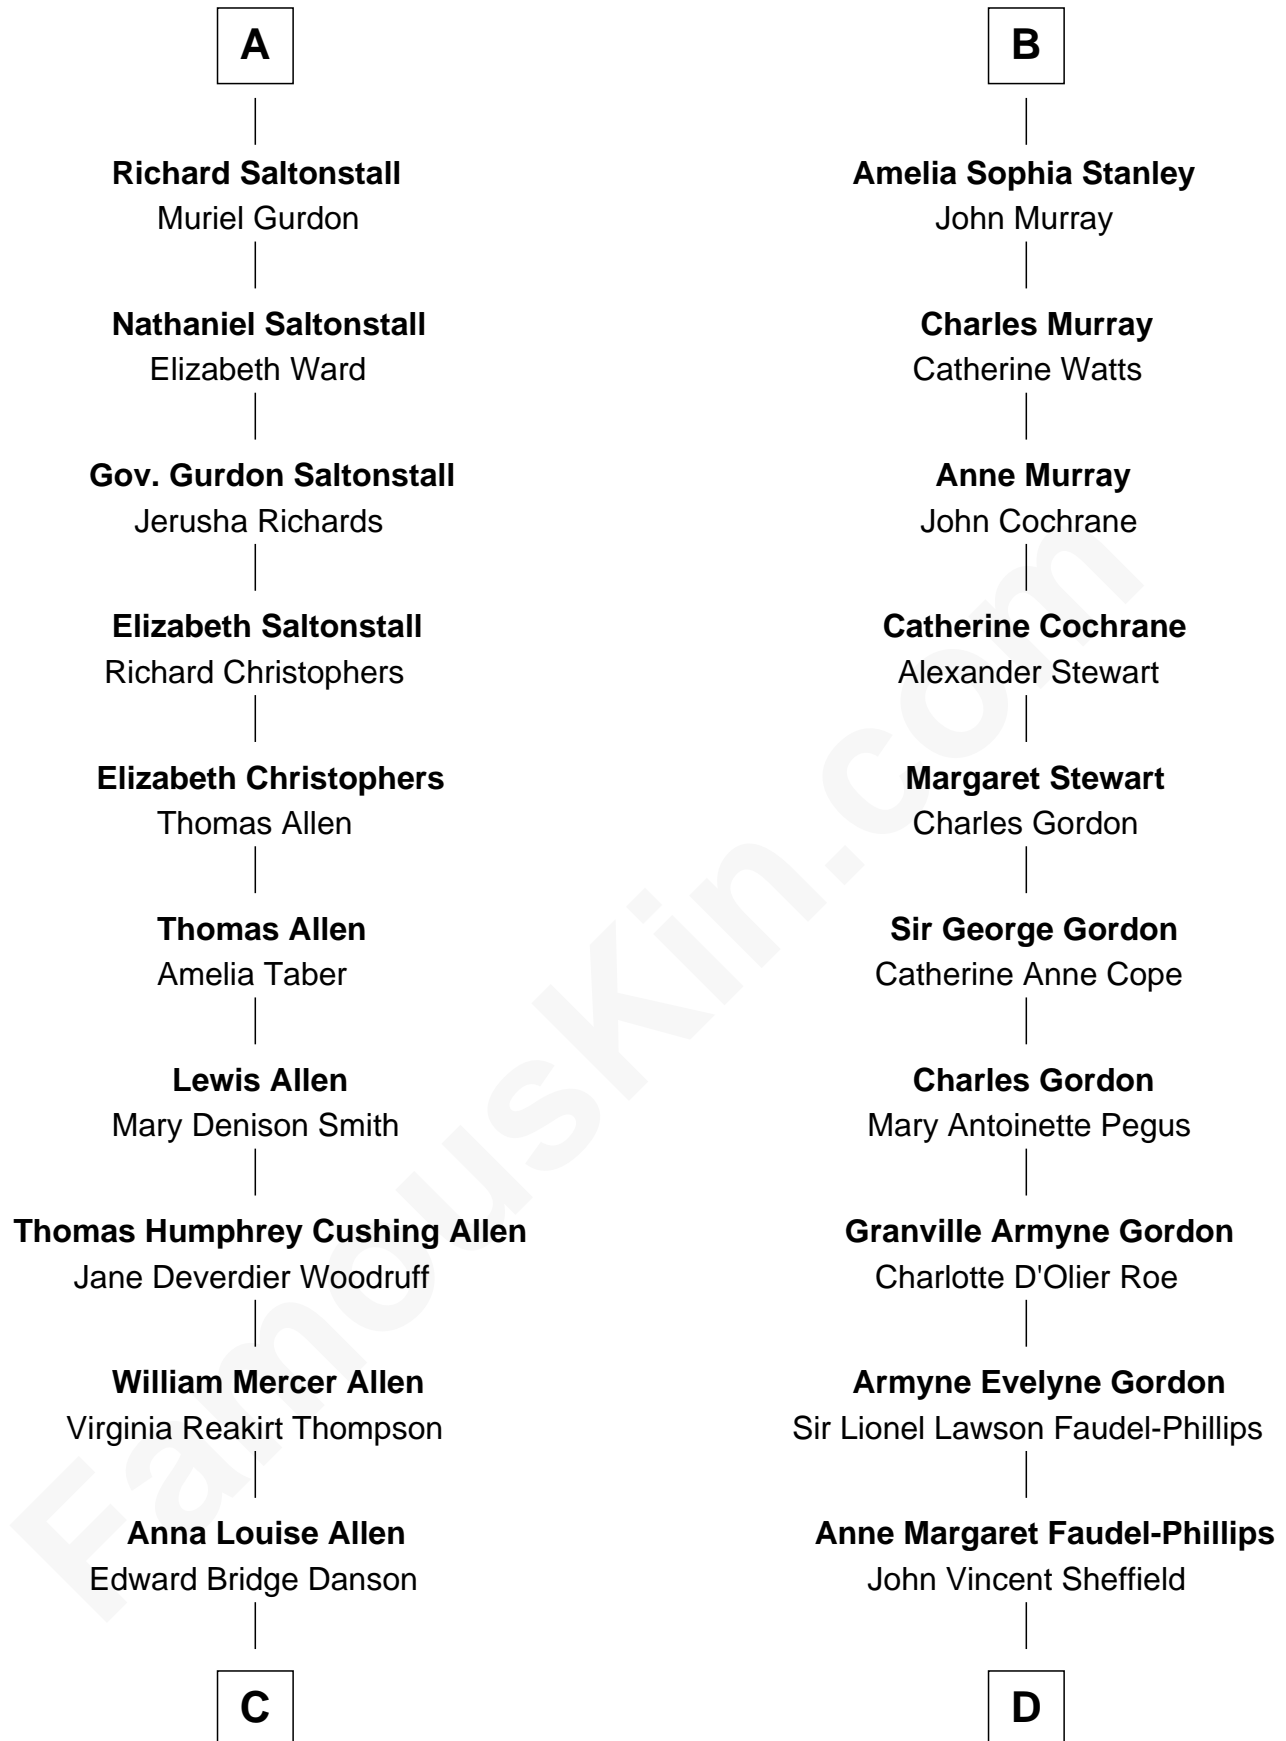 A
Richard Saltonstall
Muriel Gurdon
Nathaniel Saltonstall
Elizabeth Ward
Gov. Gurdon Saltonstall
Jerusha Richards
Elizabeth Saltonstall
Richard Christophers
Elizabeth Christophers
Thomas Allen
Thomas Allen
Amelia Taber
Lewis Allen
Mary Denison Smith
Thomas Humphrey Cushing Allen
Jane Deverdier Woodruff
William Mercer Allen
Virginia Reakirt Thompson
Anna Louise Allen
Edward Bridge Danson
C
B
Amelia Sophia Stanley
John Murray
Charles Murray
Catherine Watts
Anne Murray
John Cochrane
Catherine Cochrane
Alexander Stewart
Margaret Stewart
Charles Gordon
Sir George Gordon
Catherine Anne Cope
Charles Gordon
Mary Antoinette Pegus
Granville Armyne Gordon
Charlotte D'Olier Roe
Armyne Evelyne Gordon
Sir Lionel Lawson Faudel-Phillips
Anne Margaret Faudel-Phillips
John Vincent Sheffield
D
FamousKin.com